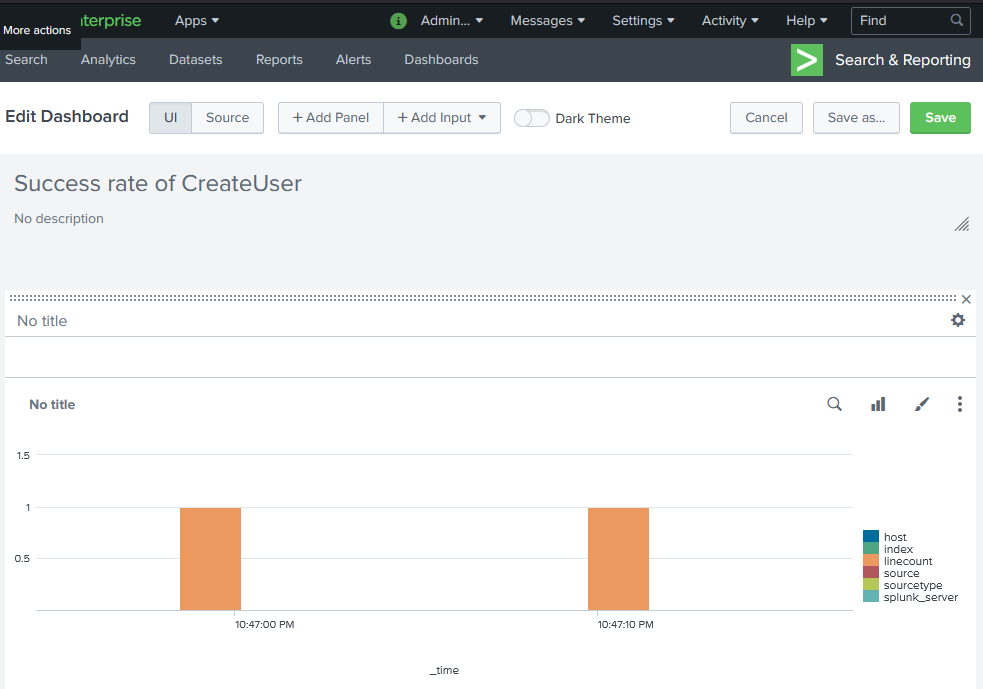 More actions
Apps
i
Admin...
Messages
Settings
Activity
Help
Find
Search
Analytics
Datasets
Reports
Alerts
Dashboards
Search & Reporting
Edit Dashboard
UI
Source
+ Add Panel
+ Add Input
Dark Theme
Cancel
Save as...
Save
Success rate of CreateUser
No description
No title
No title
1.5
1
0.5
10:47:00 PM
10:47:10 PM
_time
host
index
linecount
source
sourcetype
splunk_server